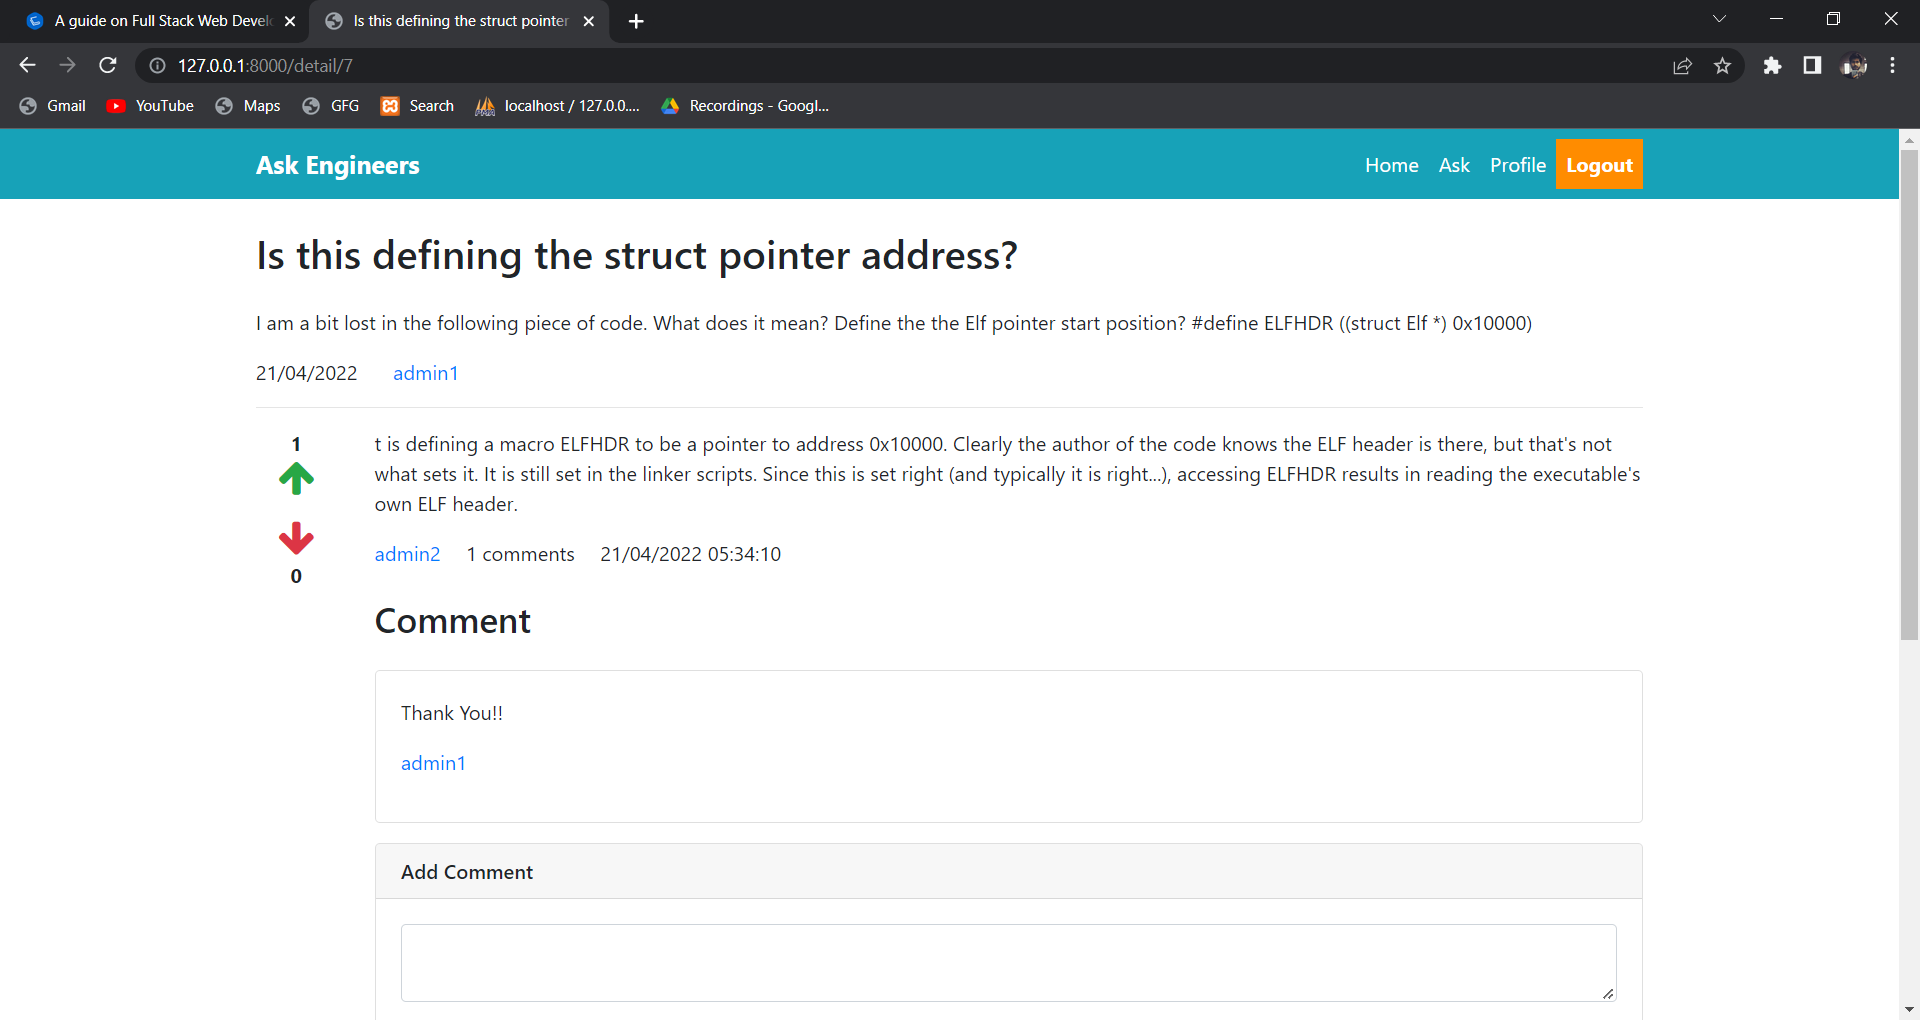 A guide on Full Stack Web Devel
Is this defining the struct pointer
127.0.0.1:8000/detail/7
Gmail YouTube Maps GFG Search localhost / 127.0.0.... Recordings - Googl...
Ask Engineers Home Ask Profile Logout
Is this defining the struct pointer address?
I am a bit lost in the following piece of code. What does it mean? Define the the Elf pointer start position? #define ELFHDR ((struct Elf *) 0x10000)
21/04/2022 admin1
1
t is defining a macro ELFHDR to be a pointer to address 0x10000. Clearly the author of the code knows the ELF header is there, but that's not
what sets it. It is still set in the linker scripts. Since this is set right (and typically it is right...), accessing ELFHDR results in reading the executable's
own ELF header.
admin2 1 comments 21/04/2022 05:34:10
0
Comment
Thank You!!
admin1
Add Comment